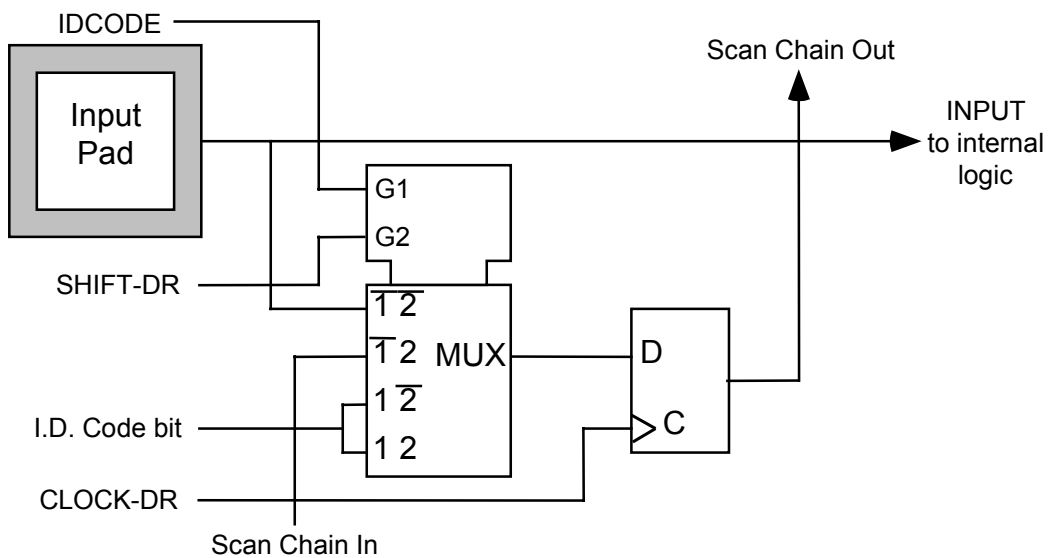 IDCODE
Scan Chain Out
Input
Pad
INPUT
to internal
logic
G1
G2
SHIFT-DR
1̅ 2̅
1̅ 2
MUX
D
1 2̅
I.D. Code bit
C
1 2
CLOCK-DR
Scan Chain In